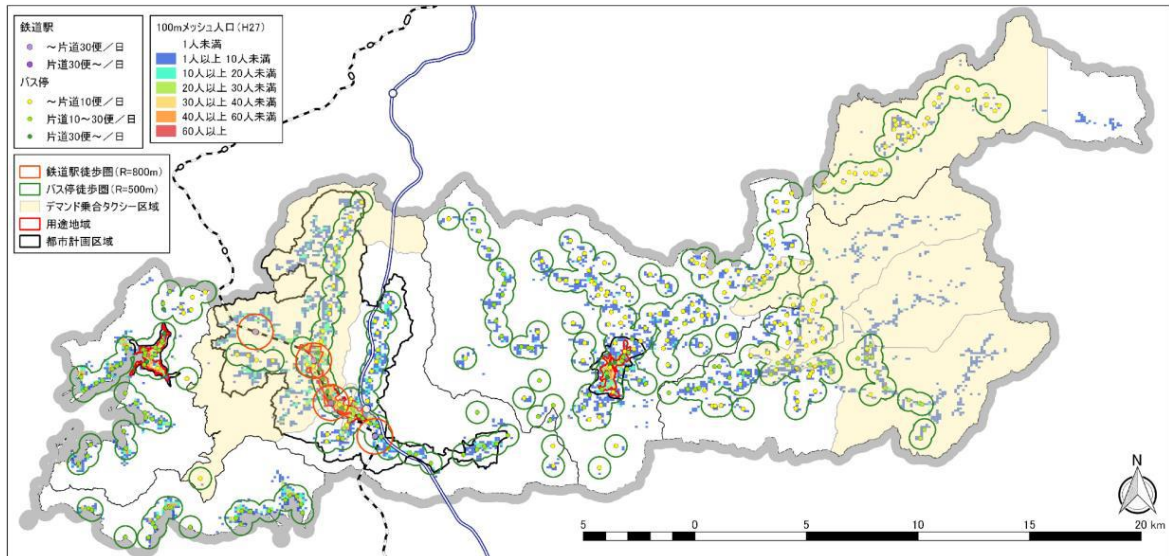 鉄道駅
～片道30便／日
片道30便～／日
バス停
～片道10便／日
片道10～30便／日
片道30便～／日
100mメッシュ人口（H27）
1人未満
1人以上 10人未満
10人以上 20人未満
20人以上 30人未満
30人以上 40人未満
40人以上 60人未満
60人以上
鉄道駅徒歩圏（R=800m）
バス停徒歩圏（R=500m）
デマンド乗合タクシー区域
用途地域
都市計画区域
N
5 0 5 10 15 20 km